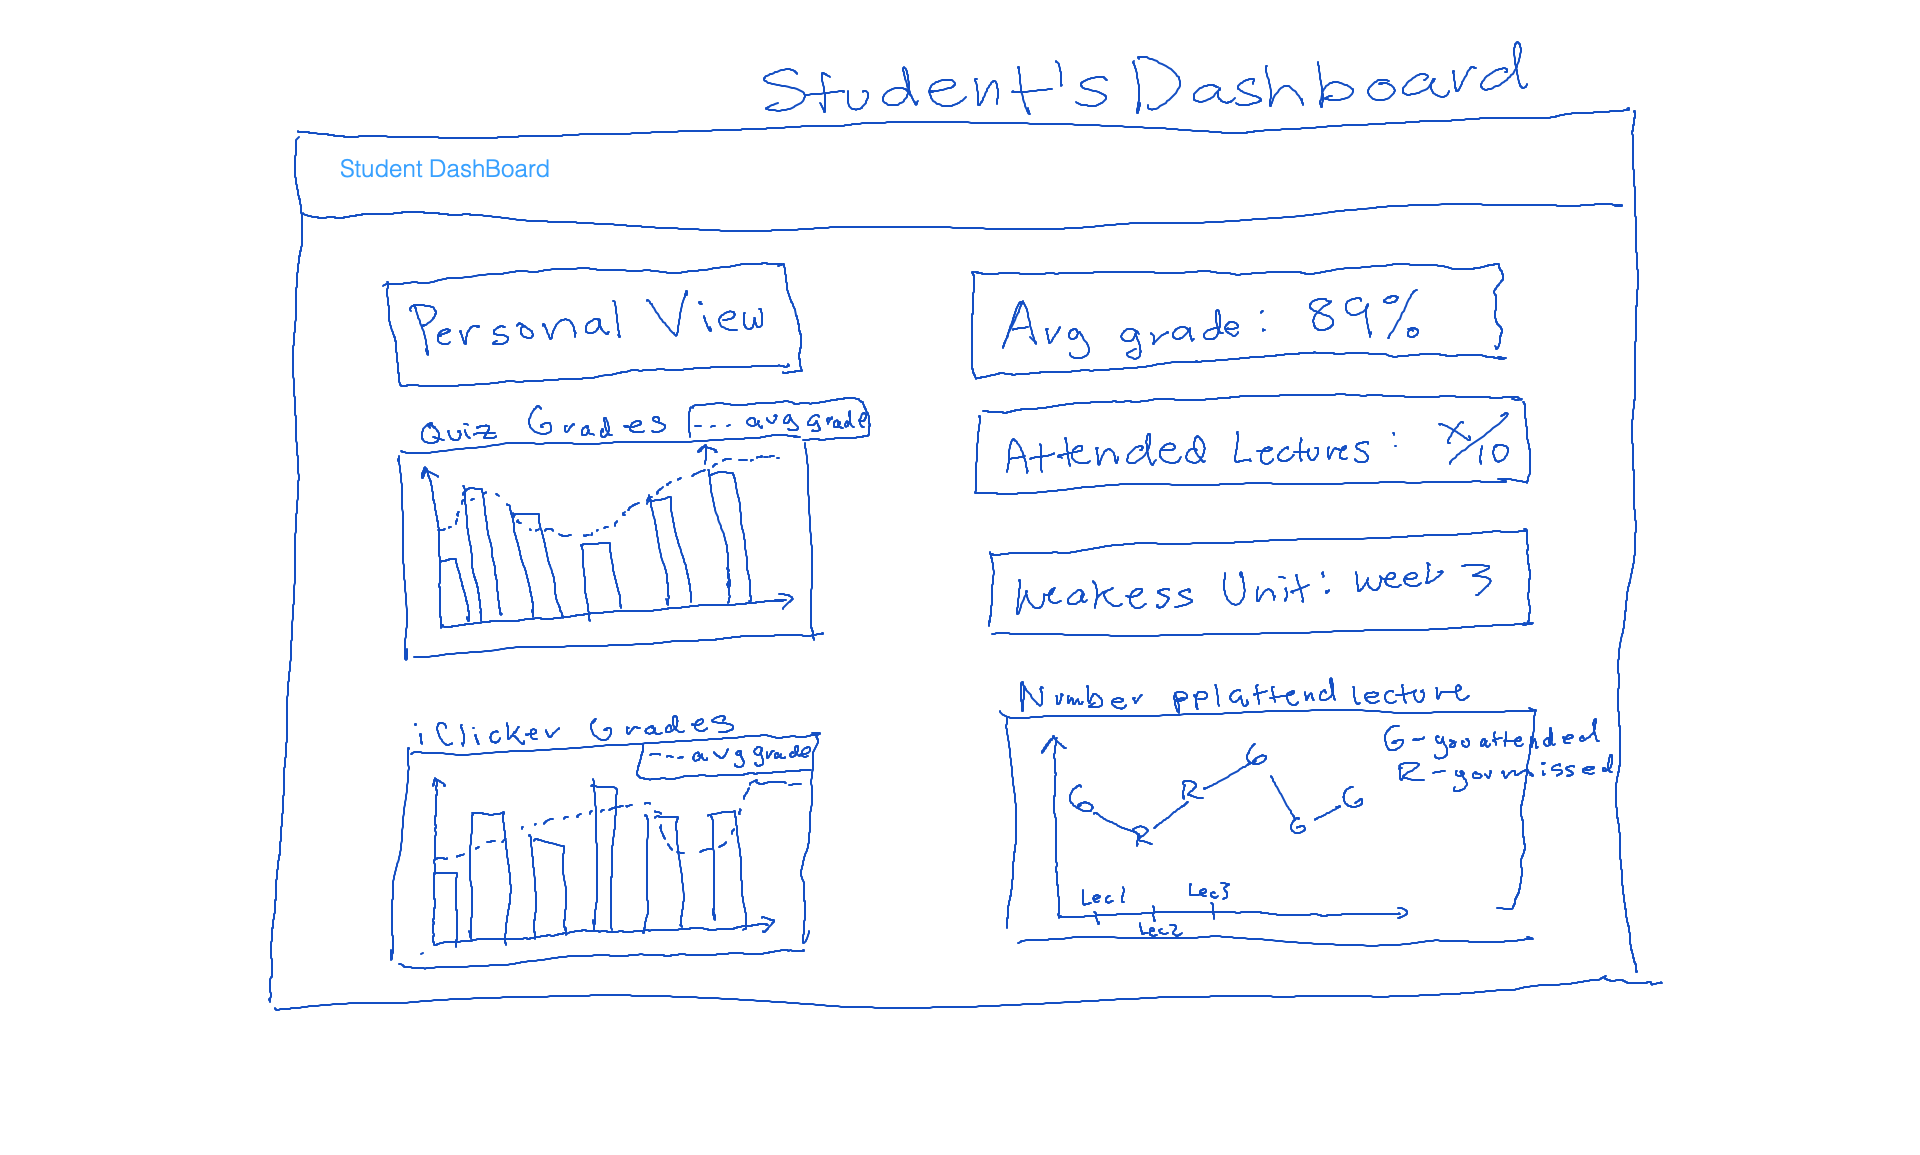 Student's Dashboard
Student DashBoard
Personal View
Avg grade: 89%
Attended Lectures: x/10
Weakess Unit: week 3
Quiz Grades
--- avg grade
iClicker Grades
--- avg grade
Number ppl attend lecture
G - you attended
R - you missed
G
R
R
G
G
G
Lec1
Lec2
Lec3